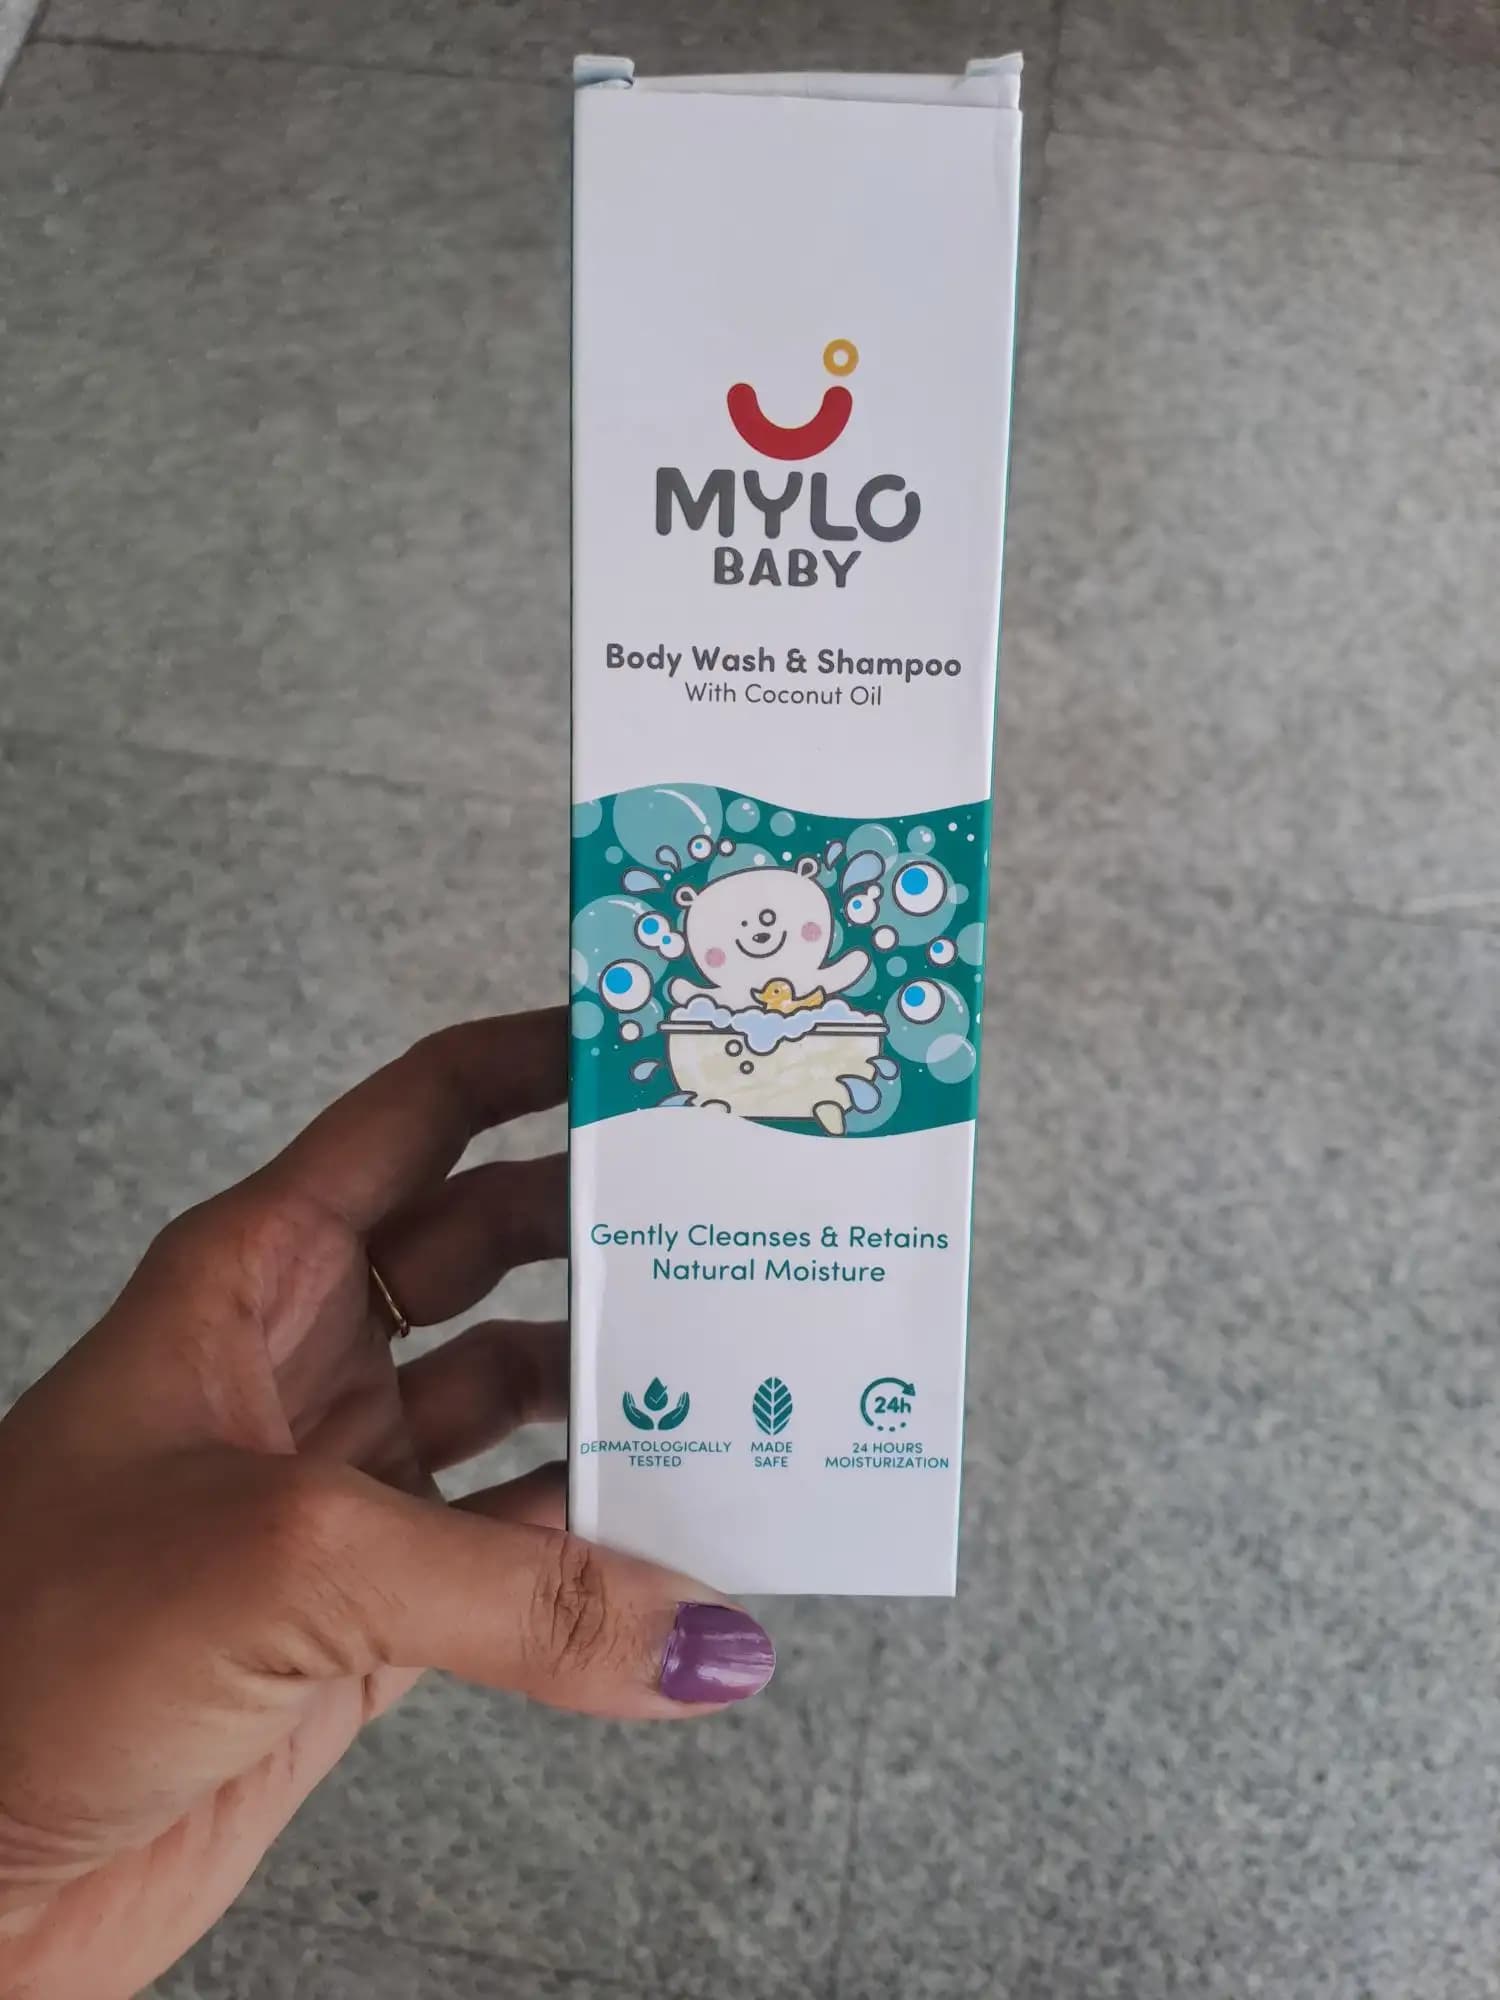 MYLO
BABY
Body Wash & Shampoo
With Coconut Oil
Gently Cleanses & Retains
Natural Moisture
DERMATOLOGICALLY
TESTED
MADE
SAFE
24h
24 HOURS
MOISTURIZATION